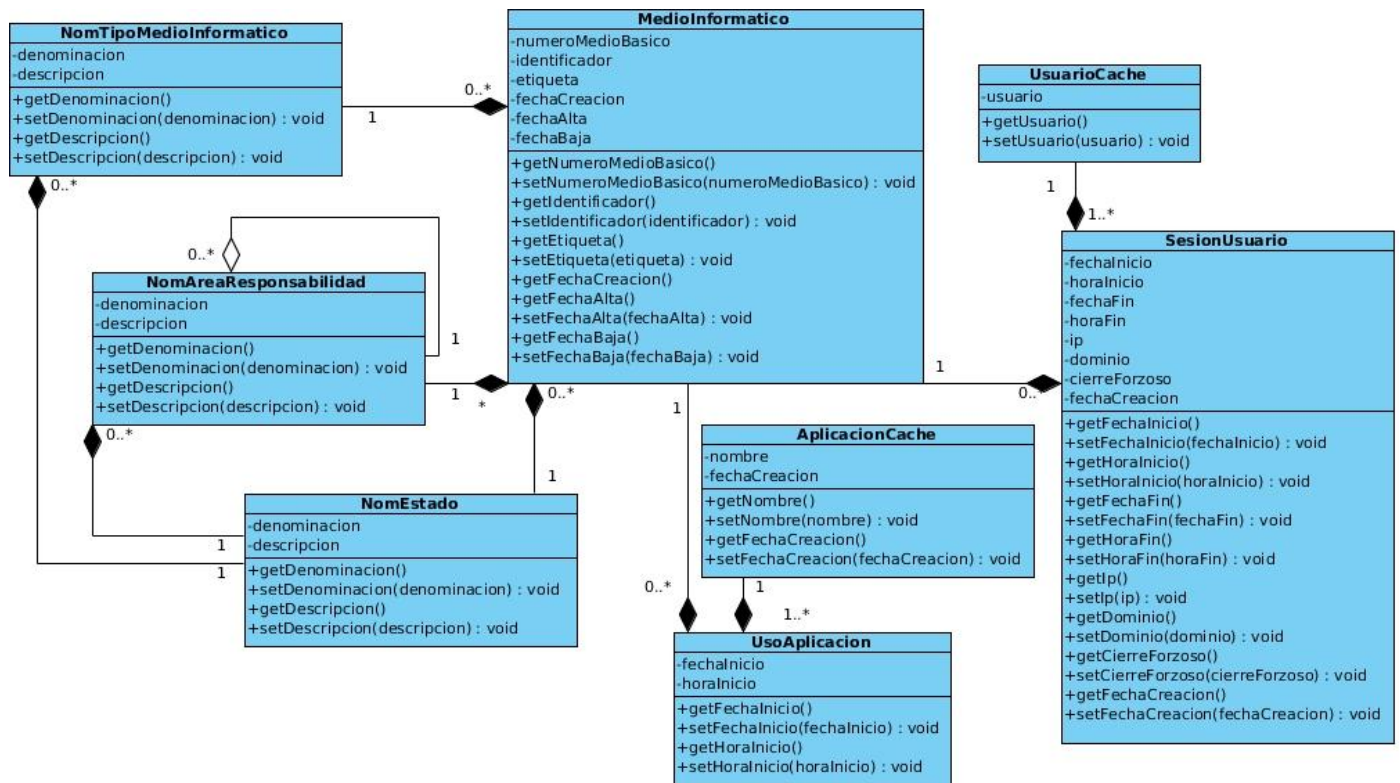 NomTipoMedioInformatico
-denominacion
-descripcion
+getDenominacion()
+setDenominacion(denominacion) : void
+getDescripcion()
+setDescripcion(descripcion) : void
0..*
1
0..*
MedioInformatico
-numeroMedioBasico
-identificador
-etiqueta
-fechaCreacion
-fechaAlta
-fechaBaja
+getNumeroMedioBasico()
+setNumeroMedioBasico(numeroMedioBasico) : void
+getIdentificador()
+setIdentificador(identificador) : void
+getEtiqueta()
+setEtiqueta(etiqueta) : void
+getFechaCreacion()
+getFechaAlta()
+setFechaAlta(fechaAlta) : void
+getFechaBaja()
+setFechaBaja(fechaBaja) : void
UsuarioCache
-usuario
+getUsuario()
+setUsuario(usuario) : void
1
1..*
SesionUsuario
-fechaInicio
-horaInicio
-fechaFin
-horaFin
-ip
-dominio
-cierreForzoso
-fechaCreacion
+getFechaInicio()
+setFechaInicio(fechaInicio) : void
+getHoraInicio()
+setHoraInicio(horaInicio) : void
+getFechaFin()
+setFechaFin(fechaFin) : void
+getHoraFin()
+setHoraFin(horaFin) : void
+getIp()
+setIp(ip) : void
+getDominio()
+setDominio(dominio) : void
+getCierreForzoso()
+setCierreForzoso(cierreForzoso) : void
+getFechaCreacion()
+setFechaCreacion(fechaCreacion) : void
0..*
1
NomAreaResponsabilidad
-denominacion
-descripcion
+getDenominacion()
+setDenominacion(denominacion) : void
+getDescripcion()
+setDescripcion(descripcion) : void
1
*
0..*
0..*
1
1
0..*
1
1
1
NomEstado
-denominacion
-descripcion
+getDenominacion()
+setDenominacion(denominacion) : void
+getDescripcion()
+setDescripcion(descripcion) : void
AplicacionCache
-nombre
-fechaCreacion
+getNombre()
+setNombre(nombre) : void
+getFechaCreacion()
+setFechaCreacion(fechaCreacion) : void
0..*
1
1..*
UsoAplicacion
-fechaInicio
-horaInicio
+getFechaInicio()
+setFechaInicio(fechaInicio) : void
+getHoraInicio()
+setHoraInicio(horaInicio) : void